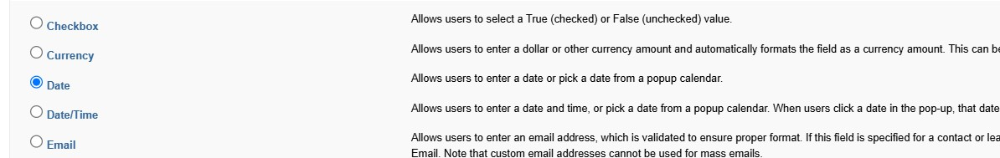 Checkbox Allows users to select a True (checked) or False (unchecked) value.
Currency Allows users to enter a dollar or other currency amount and automatically formats the field as a currency amount. This can be
Date Allows users to enter a date or pick a date from a popup calendar.
Date/Time Allows users to enter a date and time, or pick a date from a popup calendar. When users click a date in the pop-up, that date
Email Allows users to enter an email address, which is validated to ensure proper format. If this field is specified for a contact or
Email. Note that custom email addresses cannot be used for mass emails.